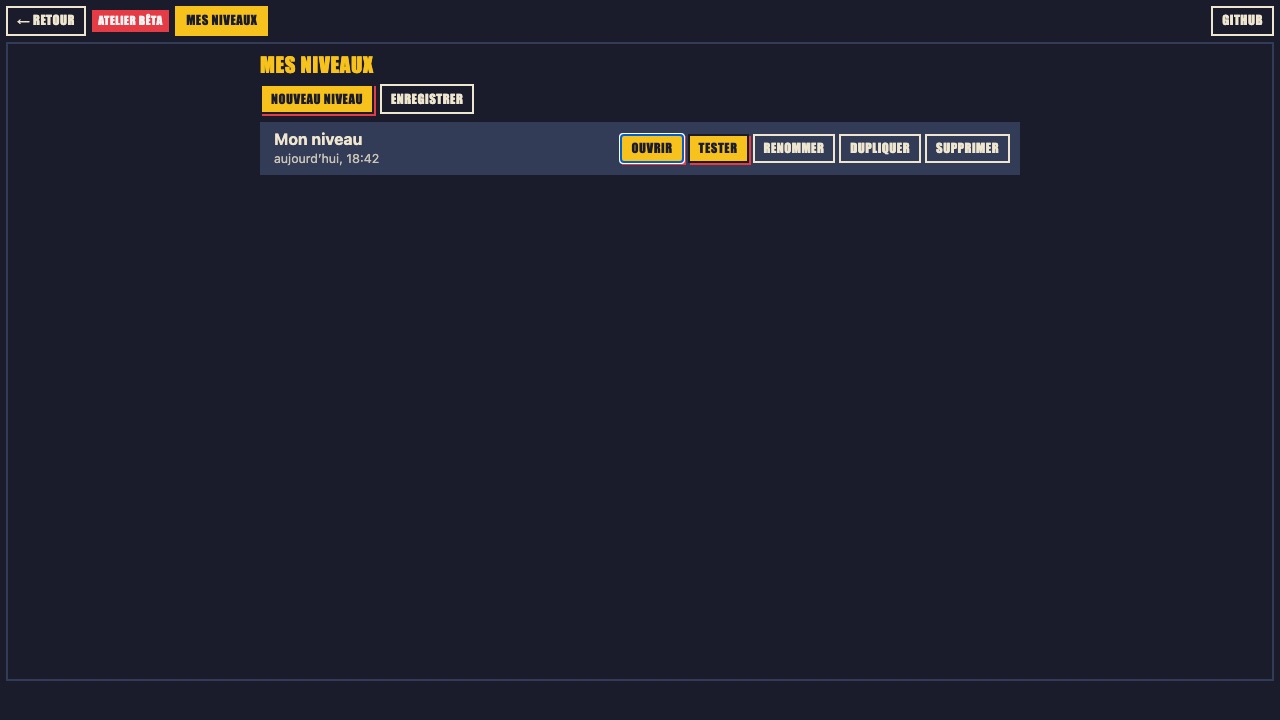 ← RETOUR ATELIER BÊTA MES NIVEAUX GITHUB
MES NIVEAUX
NOUVEAU NIVEAU ENREGISTRER
Mon niveau
aujourd’hui, 18:42
OUVRIR TESTER RENOMMER DUPLIQUER SUPPRIMER